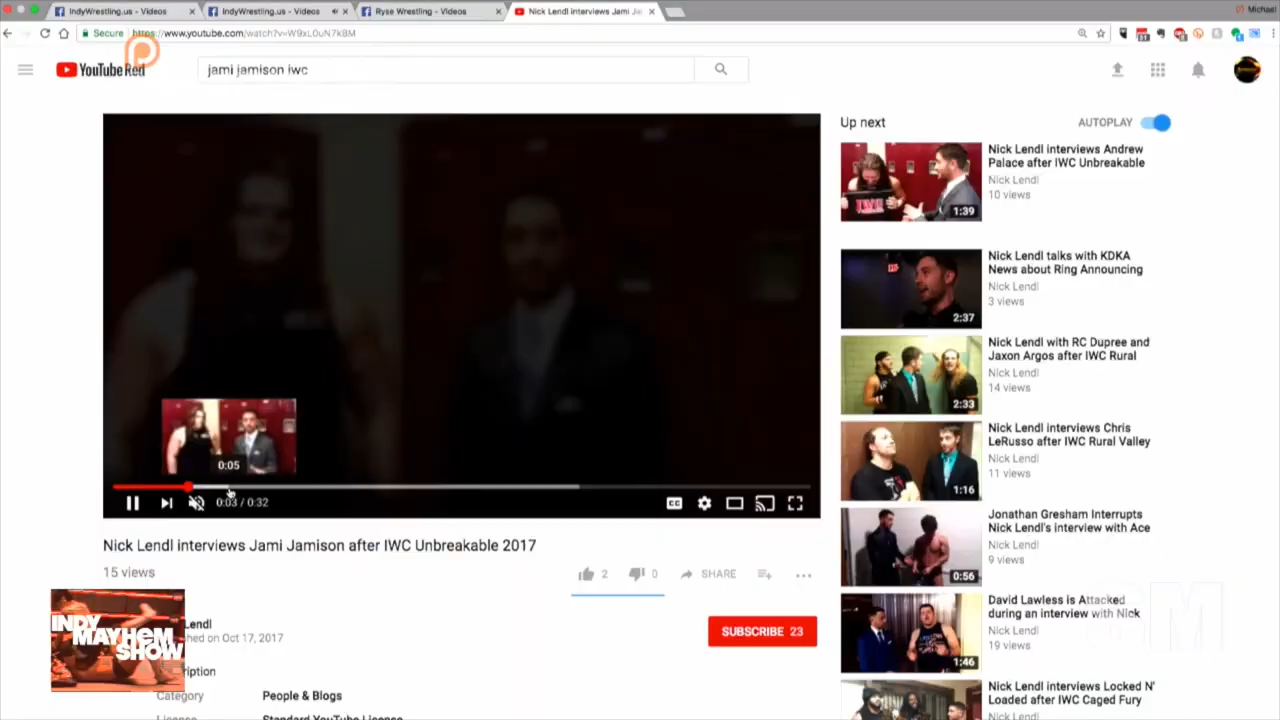 IndyWrestling.us - Videos
IndyWrestling.us - Videos
Ryse Wrestling - Videos
Nick Lendl interviews Jami Ja
Michael
Secure
https://www.youtube.com/watch?v=W9xL0uN7kBM
YouTube Red
jami jamison iwc
Up next
AUTOPLAY
Nick Lendl interviews Andrew
Palace after IWC Unbreakable
Nick Lendl
10 views
1:39
Nick Lendl talks with KDKA
News about Ring Announcing
Nick Lendl
3 views
2:37
Nick Lendl with RC Dupree and
Jaxon Argos after IWC Rural
Nick Lendl
14 views
2:33
Nick Lendl interviews Chris
LeRusso after IWC Rural Valley
Nick Lendl
11 views
1:16
Jonathan Gresham Interrupts
Nick Lendl's interview with Ace
Nick Lendl
9 views
0:56
David Lawless is Attacked
during an interview with Nick
Nick Lendl
19 views
1:46
Nick Lendl interviews Locked N'
Loaded after IWC Caged Fury
Nick Lendl
0:05
0:03 / 0:32
CC
Nick Lendl interviews Jami Jamison after IWC Unbreakable 2017
15 views
2
0
SHARE
INDY
MAYHEM
SHOW
Lendl
hed on Oct 17, 2017
SUBSCRIBE 23
ription
Category
People & Blogs
License
Standard YouTube License